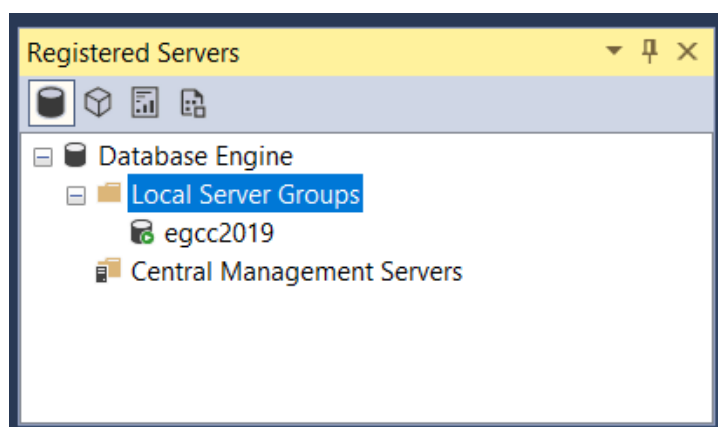 Registered Servers
Database Engine
Local Server Groups
egcc2019
Central Management Servers